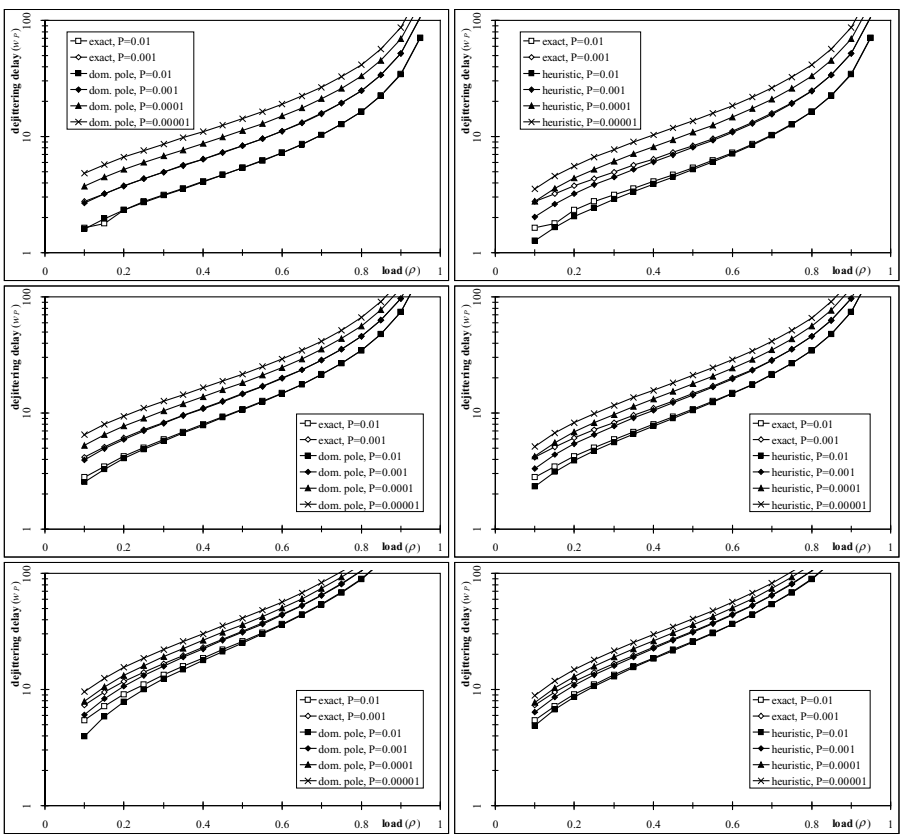 dejittering delay (wP)
100
10
1
exact, P=0.01
exact, P=0.001
dom. pole, P=0.01
dom. pole, P=0.001
dom. pole, P=0.0001
dom. pole, P=0.00001
0 0.2 0.4 0.6 0.8 load (ρ) 1
dejittering delay (wP)
100
10
1
exact, P=0.01
exact, P=0.001
heuristic, P=0.01
heuristic, P=0.001
heuristic, P=0.0001
heuristic, P=0.00001
0 0.2 0.4 0.6 0.8 load (ρ) 1
dejittering delay (wP)
100
10
1
exact, P=0.01
exact, P=0.001
dom. pole, P=0.01
dom. pole, P=0.001
dom. pole, P=0.0001
dom. pole, P=0.00001
0 0.2 0.4 0.6 0.8 load (ρ) 1
dejittering delay (wP)
100
10
1
exact, P=0.01
exact, P=0.001
heuristic, P=0.01
heuristic, P=0.001
heuristic, P=0.0001
heuristic, P=0.00001
0 0.2 0.4 0.6 0.8 load (ρ) 1
dejittering delay (wP)
100
10
1
exact, P=0.01
exact, P=0.001
dom. pole, P=0.01
dom. pole, P=0.001
dom. pole, P=0.0001
dom. pole, P=0.00001
0 0.2 0.4 0.6 0.8 load (ρ) 1
dejittering delay (wP)
100
10
1
exact, P=0.01
exact, P=0.001
heuristic, P=0.01
heuristic, P=0.001
heuristic, P=0.0001
heuristic, P=0.00001
0 0.2 0.4 0.6 0.8 load (ρ) 1